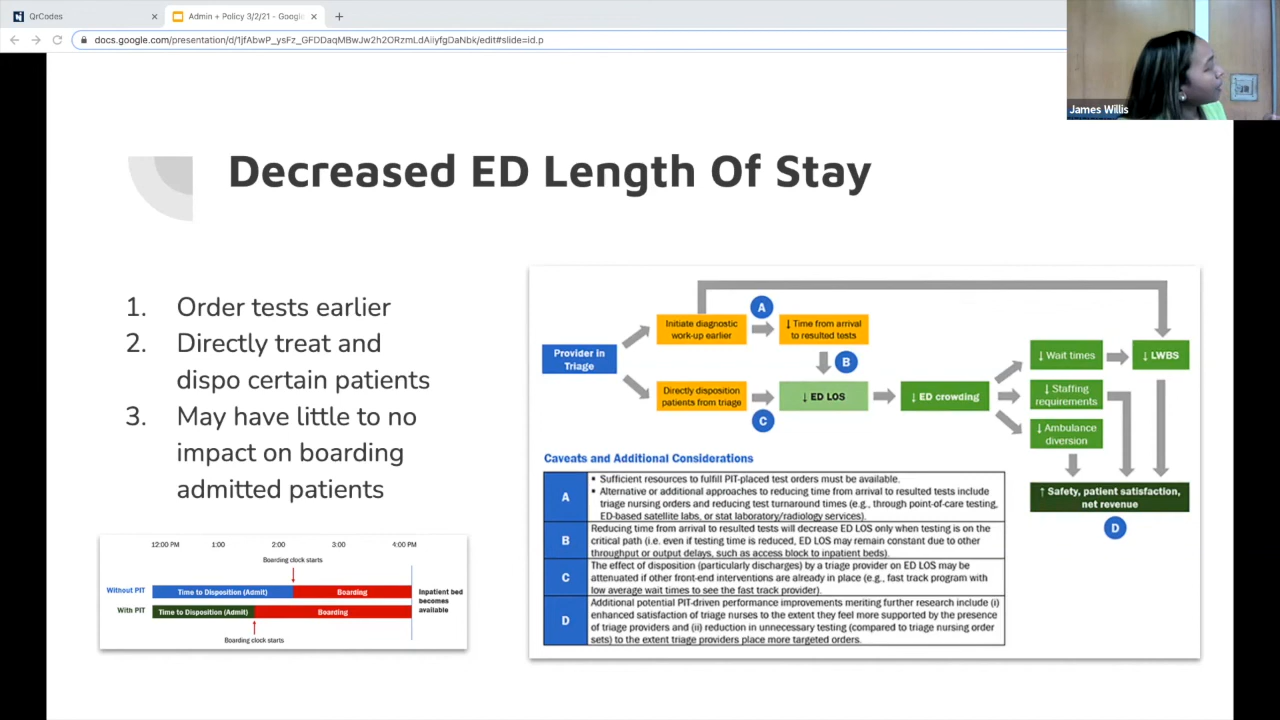 QrCodes
Admin + Policy 3/2/21 - Google
James Willis
Decreased ED Length Of Stay
1. Order tests earlier
2. Directly treat and
dispo certain patients
3. May have little to no
impact on boarding
admitted patients
12:00 PM 1:00 2:00 3:00 4:00 PM
Boarding clock starts
Without PIT Time to Disposition (Admit) Boarding
With PIT Time to Disposition (Admit) Boarding
Inpatient bed
becomes
available
Boarding clock starts
Provider in
Triage
Initiate diagnostic
work-up earlier
A
↓ Time from arrival
to resulted tests
B
Directly disposition
patients from triage
C
↓ ED LOS
↓ ED crowding
↓ Wait times
↓ LWBS
↓ Staffing
requirements
↓ Ambulance
diversion
↑ Safety, patient satisfaction,
net revenue
D
Caveats and Additional Considerations
A
• Sufficient resources to fulfill PIT-placed test orders must be available.
• Alternative or additional approaches to reducing time from arrival to resulted tests include
triage nursing orders and reducing test turnaround times (e.g., through point-of-care testing,
ED-based satellite labs, or stat laboratory/radiology services).
B
Reducing time from arrival to resulted tests will decrease ED LOS only when testing is on the
critical path (i.e. even if testing time is reduced, ED LOS may remain constant due to other
throughput or output delays, such as access block to inpatient beds).
C
The effect of disposition (particularly discharges) by a triage provider on ED LOS may be
attenuated if other front-end interventions are already in place (e.g., fast track program with
low average wait times to see the fast track provider).
D
Additional potential PIT-driven performance improvements meriting further research include (i)
enhanced satisfaction of triage nurses to the extent they feel more supported by the presence
of triage providers and (ii) reduction in unnecessary testing (compared to triage nursing order
sets) to the extent triage providers place more targeted orders.